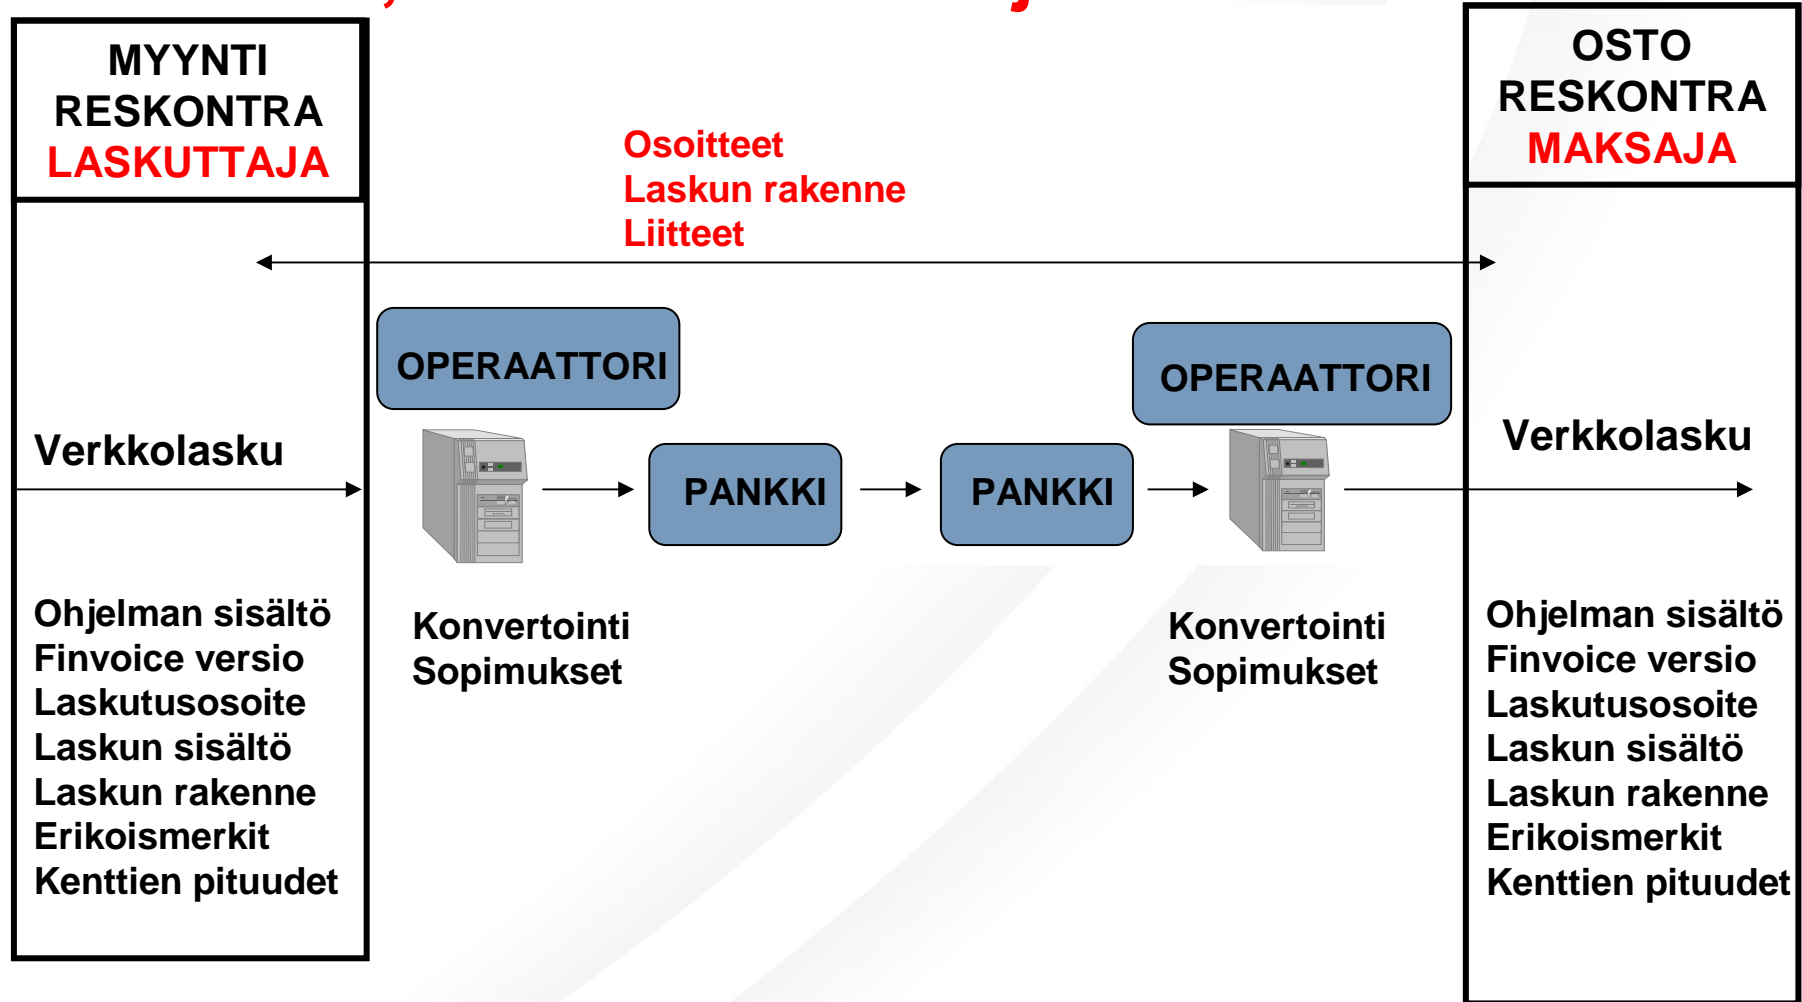 MYYNTI
RESKONTRA
LASKUTTAJA
OSTO
RESKONTRA
MAKSAJA
Osoitteet
Laskun rakenne
Liitteet
OPERAATTORI
OPERAATTORI
Verkkolasku
PANKKI
PANKKI
Verkkolasku
Ohjelman sisältö
Finvoice versio
Laskutusosoite
Laskun sisältö
Laskun rakenne
Erikoismerkit
Kenttien pituudet
Konvertointi
Sopimukset
Konvertointi
Sopimukset
Ohjelman sisältö
Finvoice versio
Laskutusosoite
Laskun sisältö
Laskun rakenne
Erikoismerkit
Kenttien pituudet